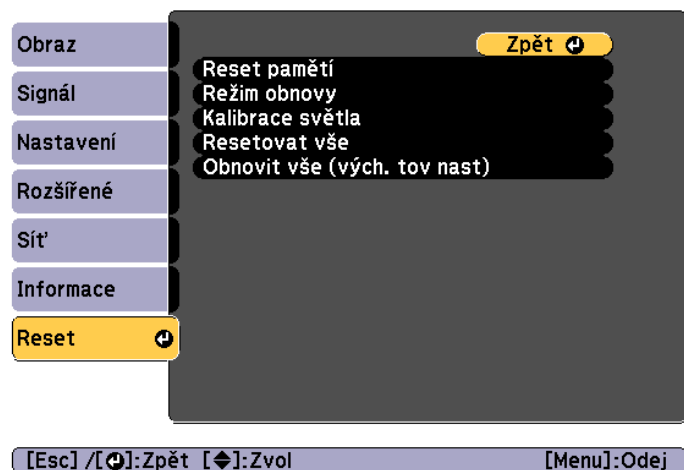 Obraz
Signál
Nastavení
Rozšířené
Síť
Informace
Reset
Zpět
Reset pamětí
Režim obnovy
Kalibrace světla
Resetovat vše
Obnovit vše (vých. tov nast)
[Esc] /[⏎]:Zpět [◆]:Zvol [Menu]:Odej